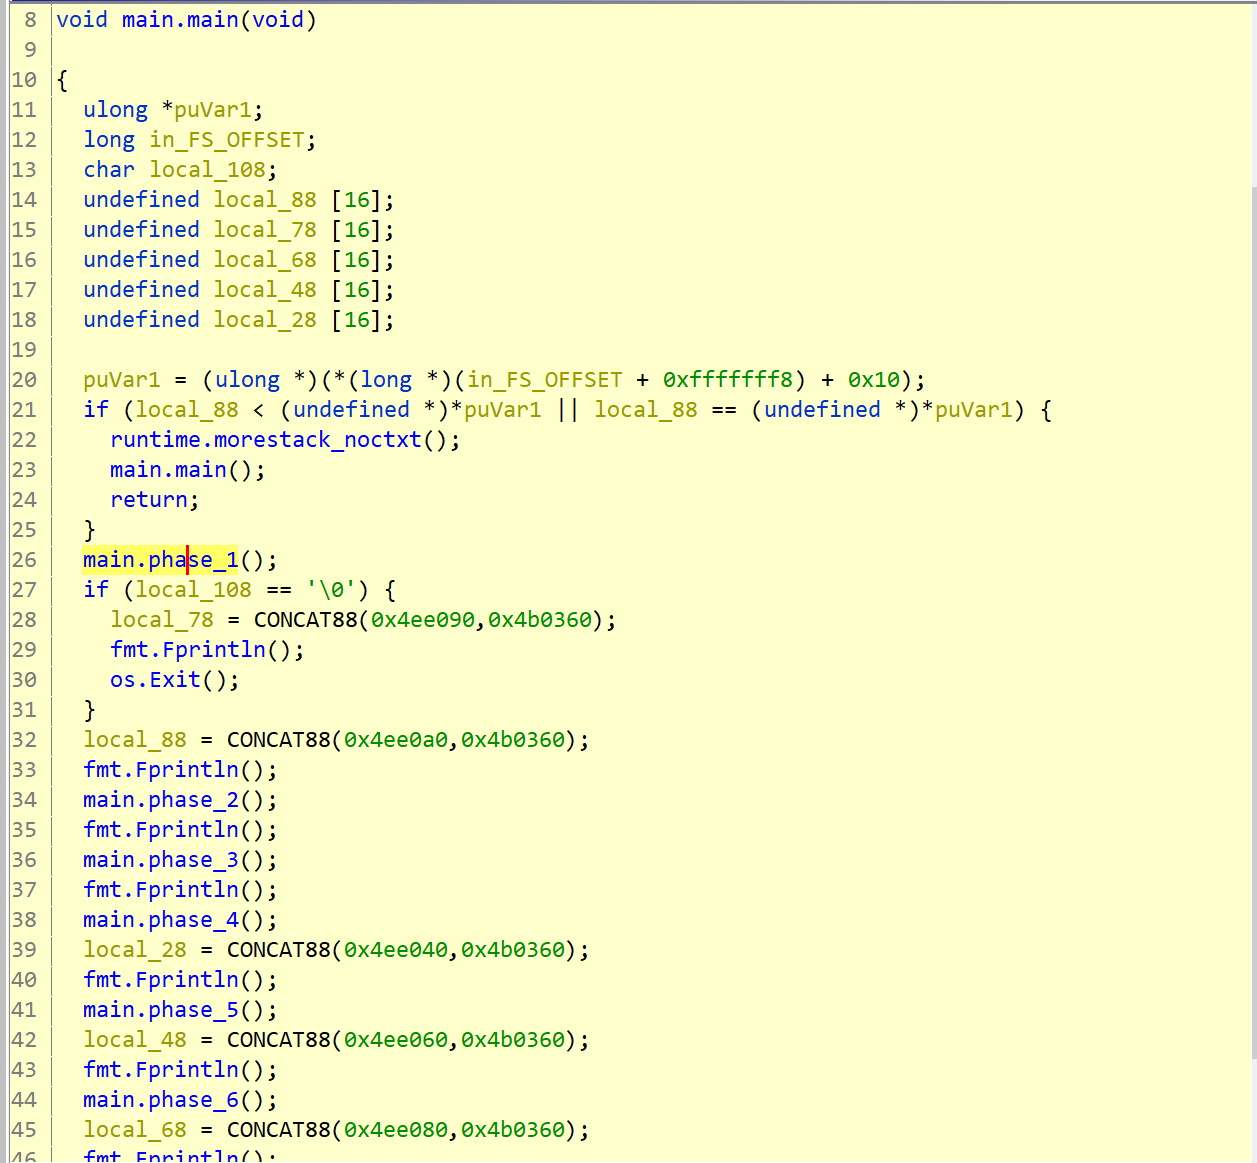 8 void main.main(void)
9
10 {
11 ulong *puVar1;
12 long in_FS_OFFSET;
13 char local_108;
14 undefined local_88 [16];
15 undefined local_78 [16];
16 undefined local_68 [16];
17 undefined local_48 [16];
18 undefined local_28 [16];
19
20 puVar1 = (ulong *)(*(long *)(in_FS_OFFSET + 0xfffffff8) + 0x10);
21 if (local_88 < (undefined *)*puVar1 || local_88 == (undefined *)*puVar1) {
22 runtime.morestack_noctxt();
23 main.main();
24 return;
25 }
26 main.phase_1();
27 if (local_108 == '\0') {
28 local_78 = CONCAT88(0x4ee090,0x4b0360);
29 fmt.Fprintln();
30 os.Exit();
31 }
32 local_88 = CONCAT88(0x4ee0a0,0x4b0360);
33 fmt.Fprintln();
34 main.phase_2();
35 fmt.Fprintln();
36 main.phase_3();
37 fmt.Fprintln();
38 main.phase_4();
39 local_28 = CONCAT88(0x4ee040,0x4b0360);
40 fmt.Fprintln();
41 main.phase_5();
42 local_48 = CONCAT88(0x4ee060,0x4b0360);
43 fmt.Fprintln();
44 main.phase_6();
45 local_68 = CONCAT88(0x4ee080,0x4b0360);
46 fmt.Fprintln();